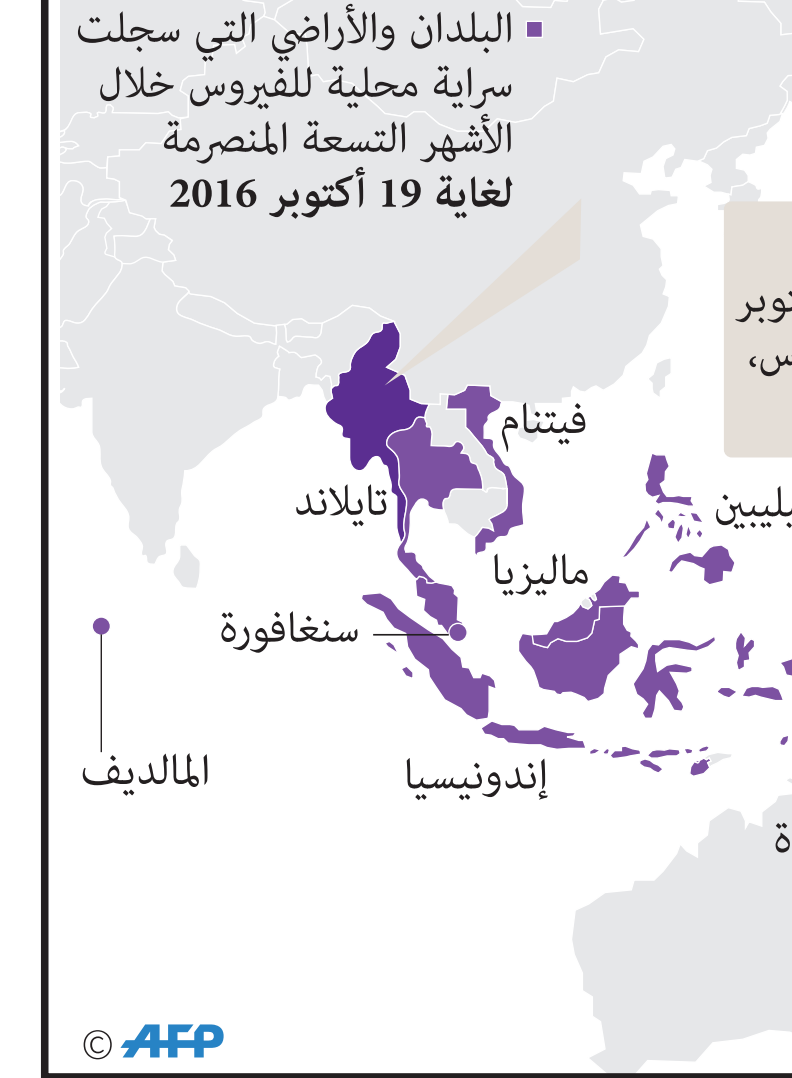 البلدان والأراضي التي سجلت
سراية محلية للفيروس خلال
الأشهر التسعة المنصرمة
لغاية 19 أكتوبر 2016
فيتنام
تايلاند
ماليزيا
سنغافورة
المالديف
إندونيسيا
© AFP